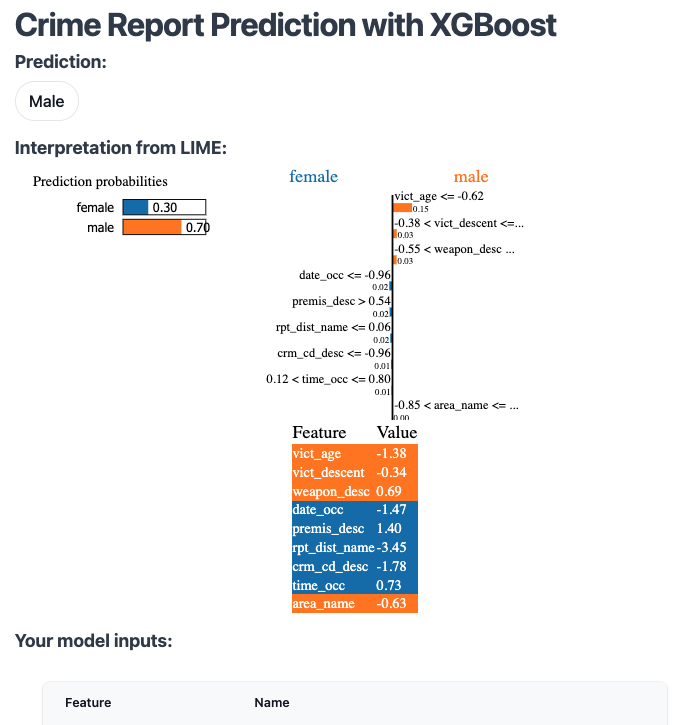 Crime Report Prediction with XGBoost
Prediction:
Male
Interpretation from LIME:
Prediction probabilities
female 0.30
male 0.70
female male
vict_age <= -0.62
0.15
-0.38 < vict_descent <=...
0.03
-0.55 < weapon_desc ...
0.03
date_occ <= -0.96
0.02
premis_desc > 0.54
0.02
rpt_dist_name <= 0.06
0.02
crm_cd_desc <= -0.96
0.01
0.12 < time_occ <= 0.80
0.01
-0.85 < area_name <= ...
0.00
Feature Value
vict_age -1.38
vict_descent -0.34
weapon_desc 0.69
date_occ -1.47
premis_desc 1.40
rpt_dist_name -3.45
crm_cd_desc -1.78
time_occ 0.73
area_name -0.63
Your model inputs:
Feature Name